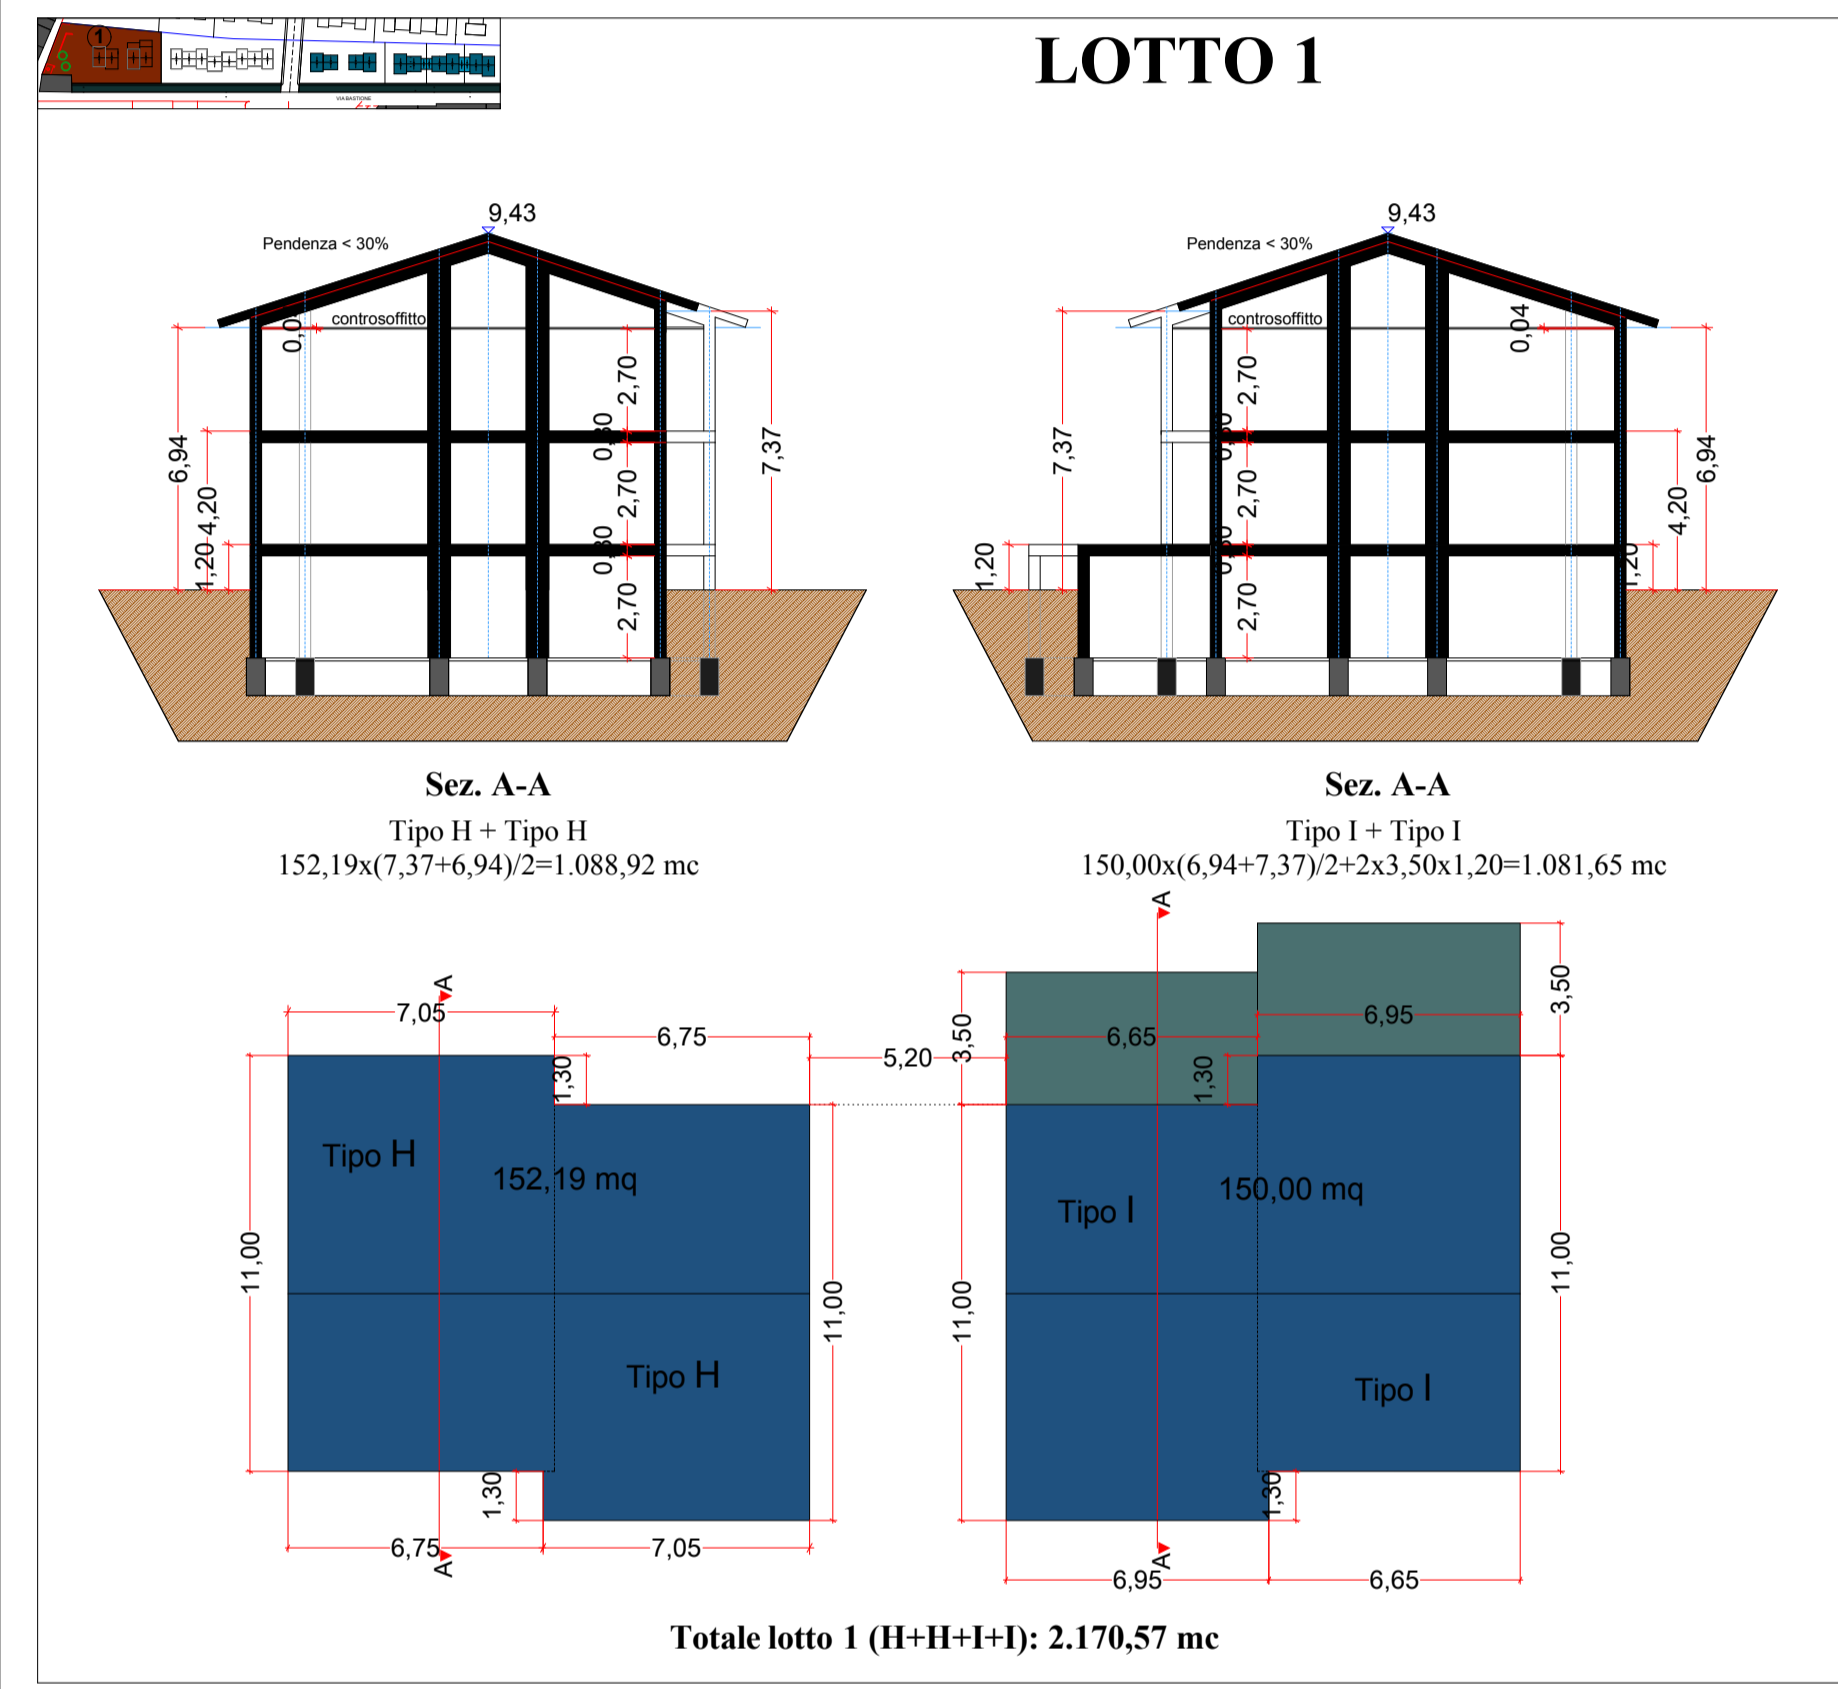 LOTTO 1
1
VIA BASTIONE
9,43
Pendenza < 30%
controsoffitto
2,70
0,30
2,70
0,30
2,70
6,94
4,20
1,20
7,37
9,43
Pendenza < 30%
controsoffitto
0,04
2,70
2,70
2,70
7,37
1,20
6,94
4,20
1,20
Sez. A-A
Tipo H + Tipo H
152,19x(7,37+6,94)/2=1.088,92 mc
Sez. A-A
Tipo I + Tipo I
150,00x(6,94+7,37)/2+2x3,50x1,20=1.081,65 mc
A
7,05
6,75
1,30
5,20
Tipo H
152,19 mq
11,00
11,00
Tipo H
1,30
6,75
7,05
A
A
3,50
3,50
6,95
6,65
1,30
Tipo I
150,00 mq
11,00
11,00
Tipo I
1,30
A
6,95
6,65
Totale lotto 1 (H+H+I+I): 2.170,57 mc